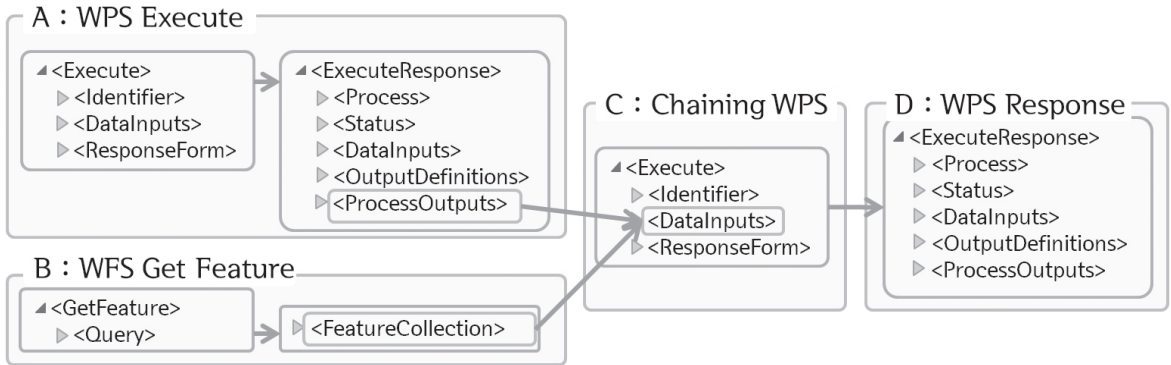 A : WPS Execute
<Execute>
<Identifier>
<DataInputs>
<ResponseForm>
<ExecuteResponse>
<Process>
<Status>
<DataInputs>
<OutputDefinitions>
<ProcessOutputs>
B : WFS Get Feature
<GetFeature>
<Query>
<FeatureCollection>
C : Chaining WPS
<Execute>
<Identifier>
<DataInputs>
<ResponseForm>
D : WPS Response
<ExecuteResponse>
<Process>
<Status>
<DataInputs>
<OutputDefinitions>
<ProcessOutputs>